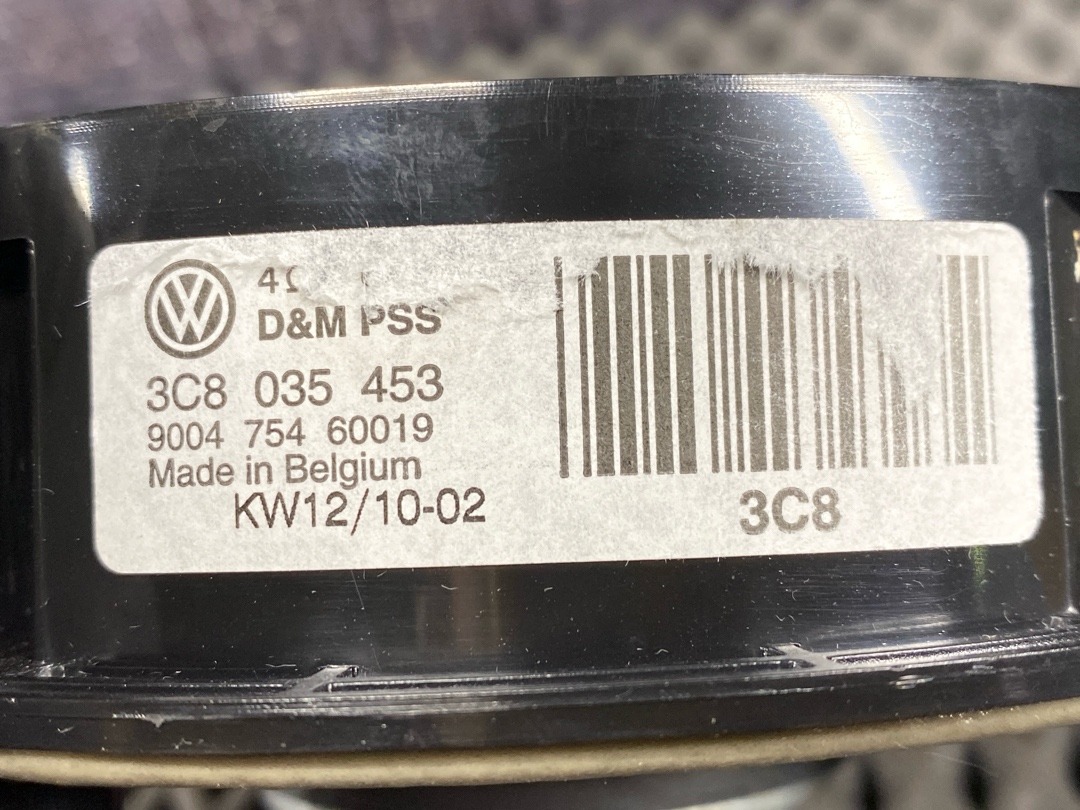 D&M PSS
3C8 035 453
9004 754 60019
Made in Belgium
KW12/10-02
3C8